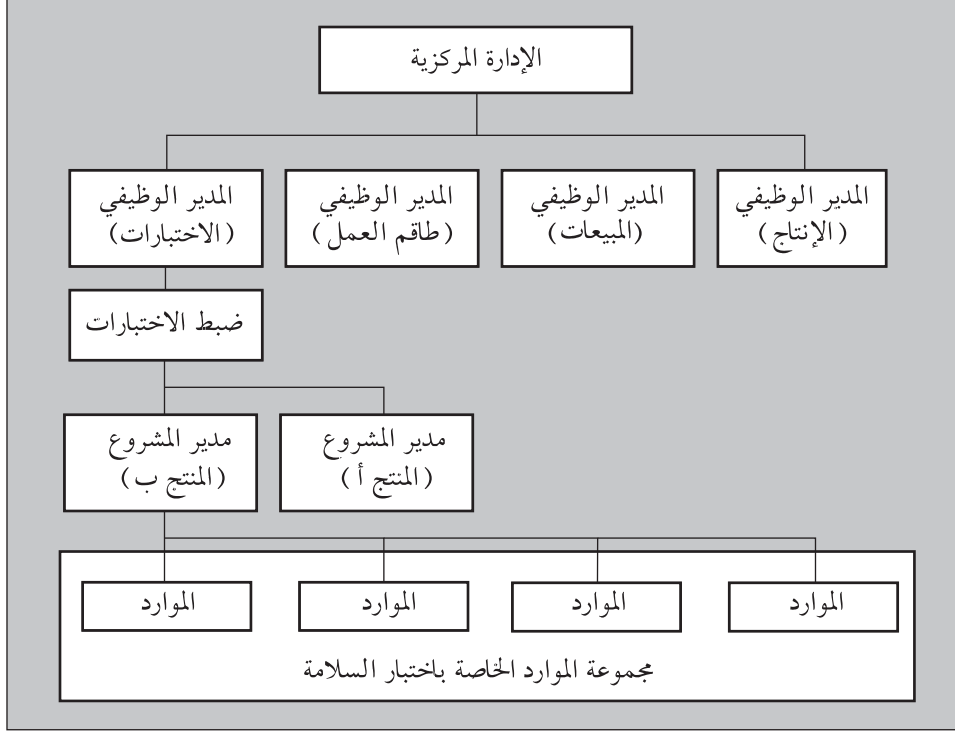 الإدارة المركزية
المدير الوظيفي
(الإنتاج)
المدير الوظيفي
(المبيعات)
المدير الوظيفي
(طاقم العمل)
المدير الوظيفي
(الاختبارات)
ضبط الاختبارات
مدير المشروع
(المنتج أ)
مدير المشروع
(المنتج ب)
الموارد
الموارد
الموارد
الموارد
مجموعة الموارد الخاصة باختبار السلامة